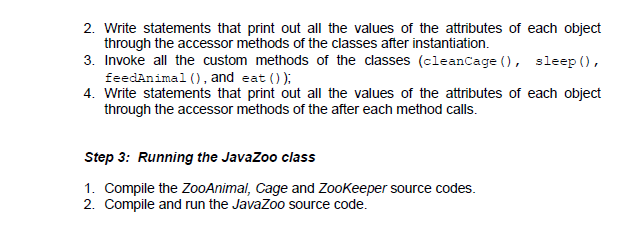 2. Write statements that print out all the values of the attributes of each object
through the accessor methods of the classes after instantiation.
3. Invoke all the custom methods of the classes (cleanCage(), sleep(),
feedAnimal(), and eat());
4. Write statements that print out all the values of the attributes of each object
through the accessor methods of the after each method calls.
Step 3: Running the JavaZoo class
1. Compile the ZooAnimal, Cage and ZooKeeper source codes.
2. Compile and run the JavaZoo source code.